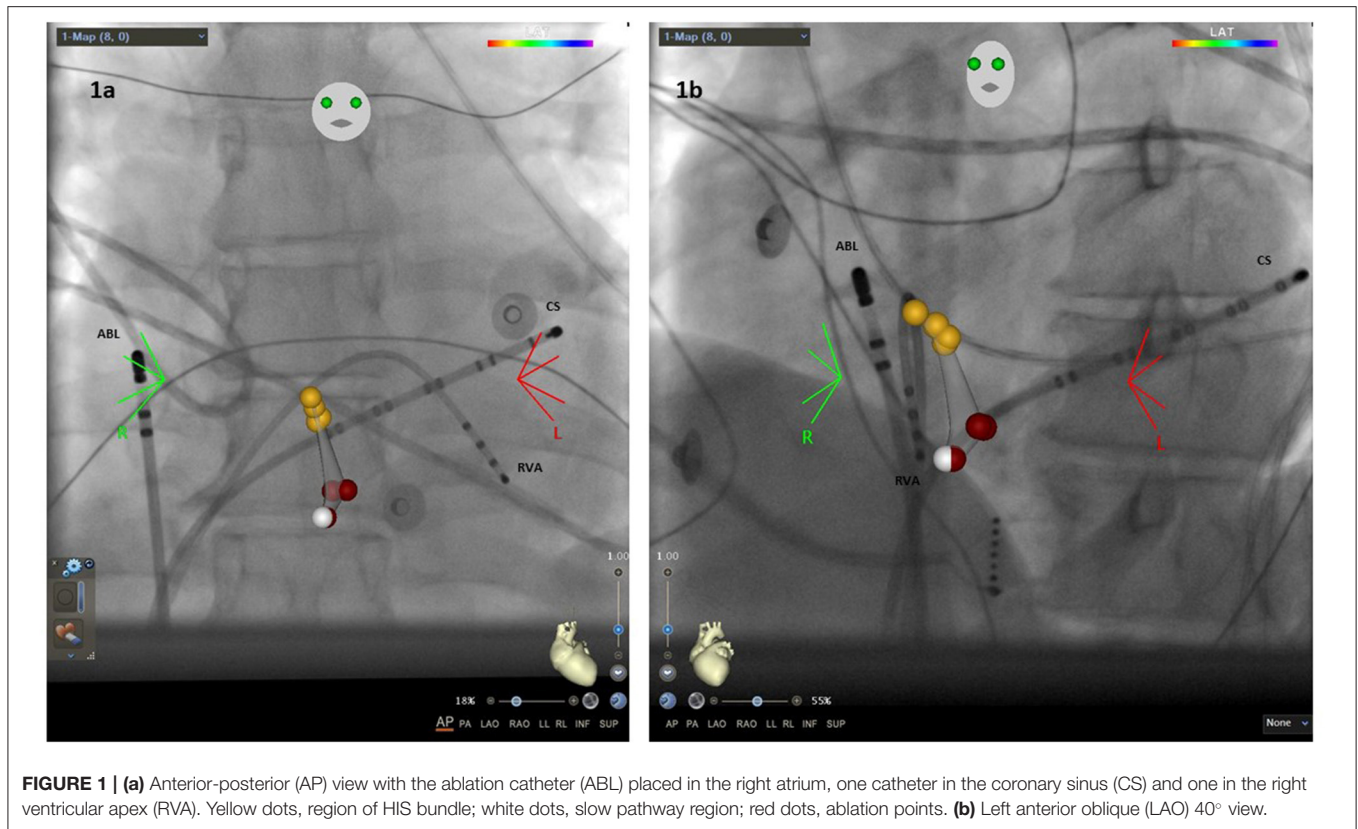 1-Map (8, 0)
LAT
1a
ABL
CS
R
L
RVA
1.00
18%
AP PA LAO RAO LL RL INF SUP
1-Map (8, 0)
LAT
1b
ABL
CS
R
L
RVA
1.00
55%
AP PA LAO RAO LL RL INF SUP
None
FIGURE 1 | (a) Anterior-posterior (AP) view with the ablation catheter (ABL) placed in the right atrium, one catheter in the coronary sinus (CS) and one in the right
ventricular apex (RVA). Yellow dots, region of HIS bundle; white dots, slow pathway region; red dots, ablation points. (b) Left anterior oblique (LAO) 40° view.